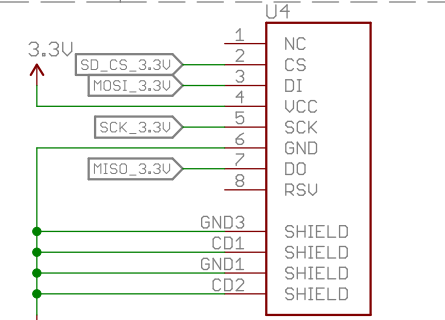 U4
3.3V
1 NC
SD_CS_3.3V 2 CS
MOSI_3.3V 3 DI
4 VCC
SCK_3.3V 5 SCK
6 GND
MISO_3.3V 7 DO
8 RSV
GND3 SHIELD
CD1 SHIELD
GND1 SHIELD
CD2 SHIELD